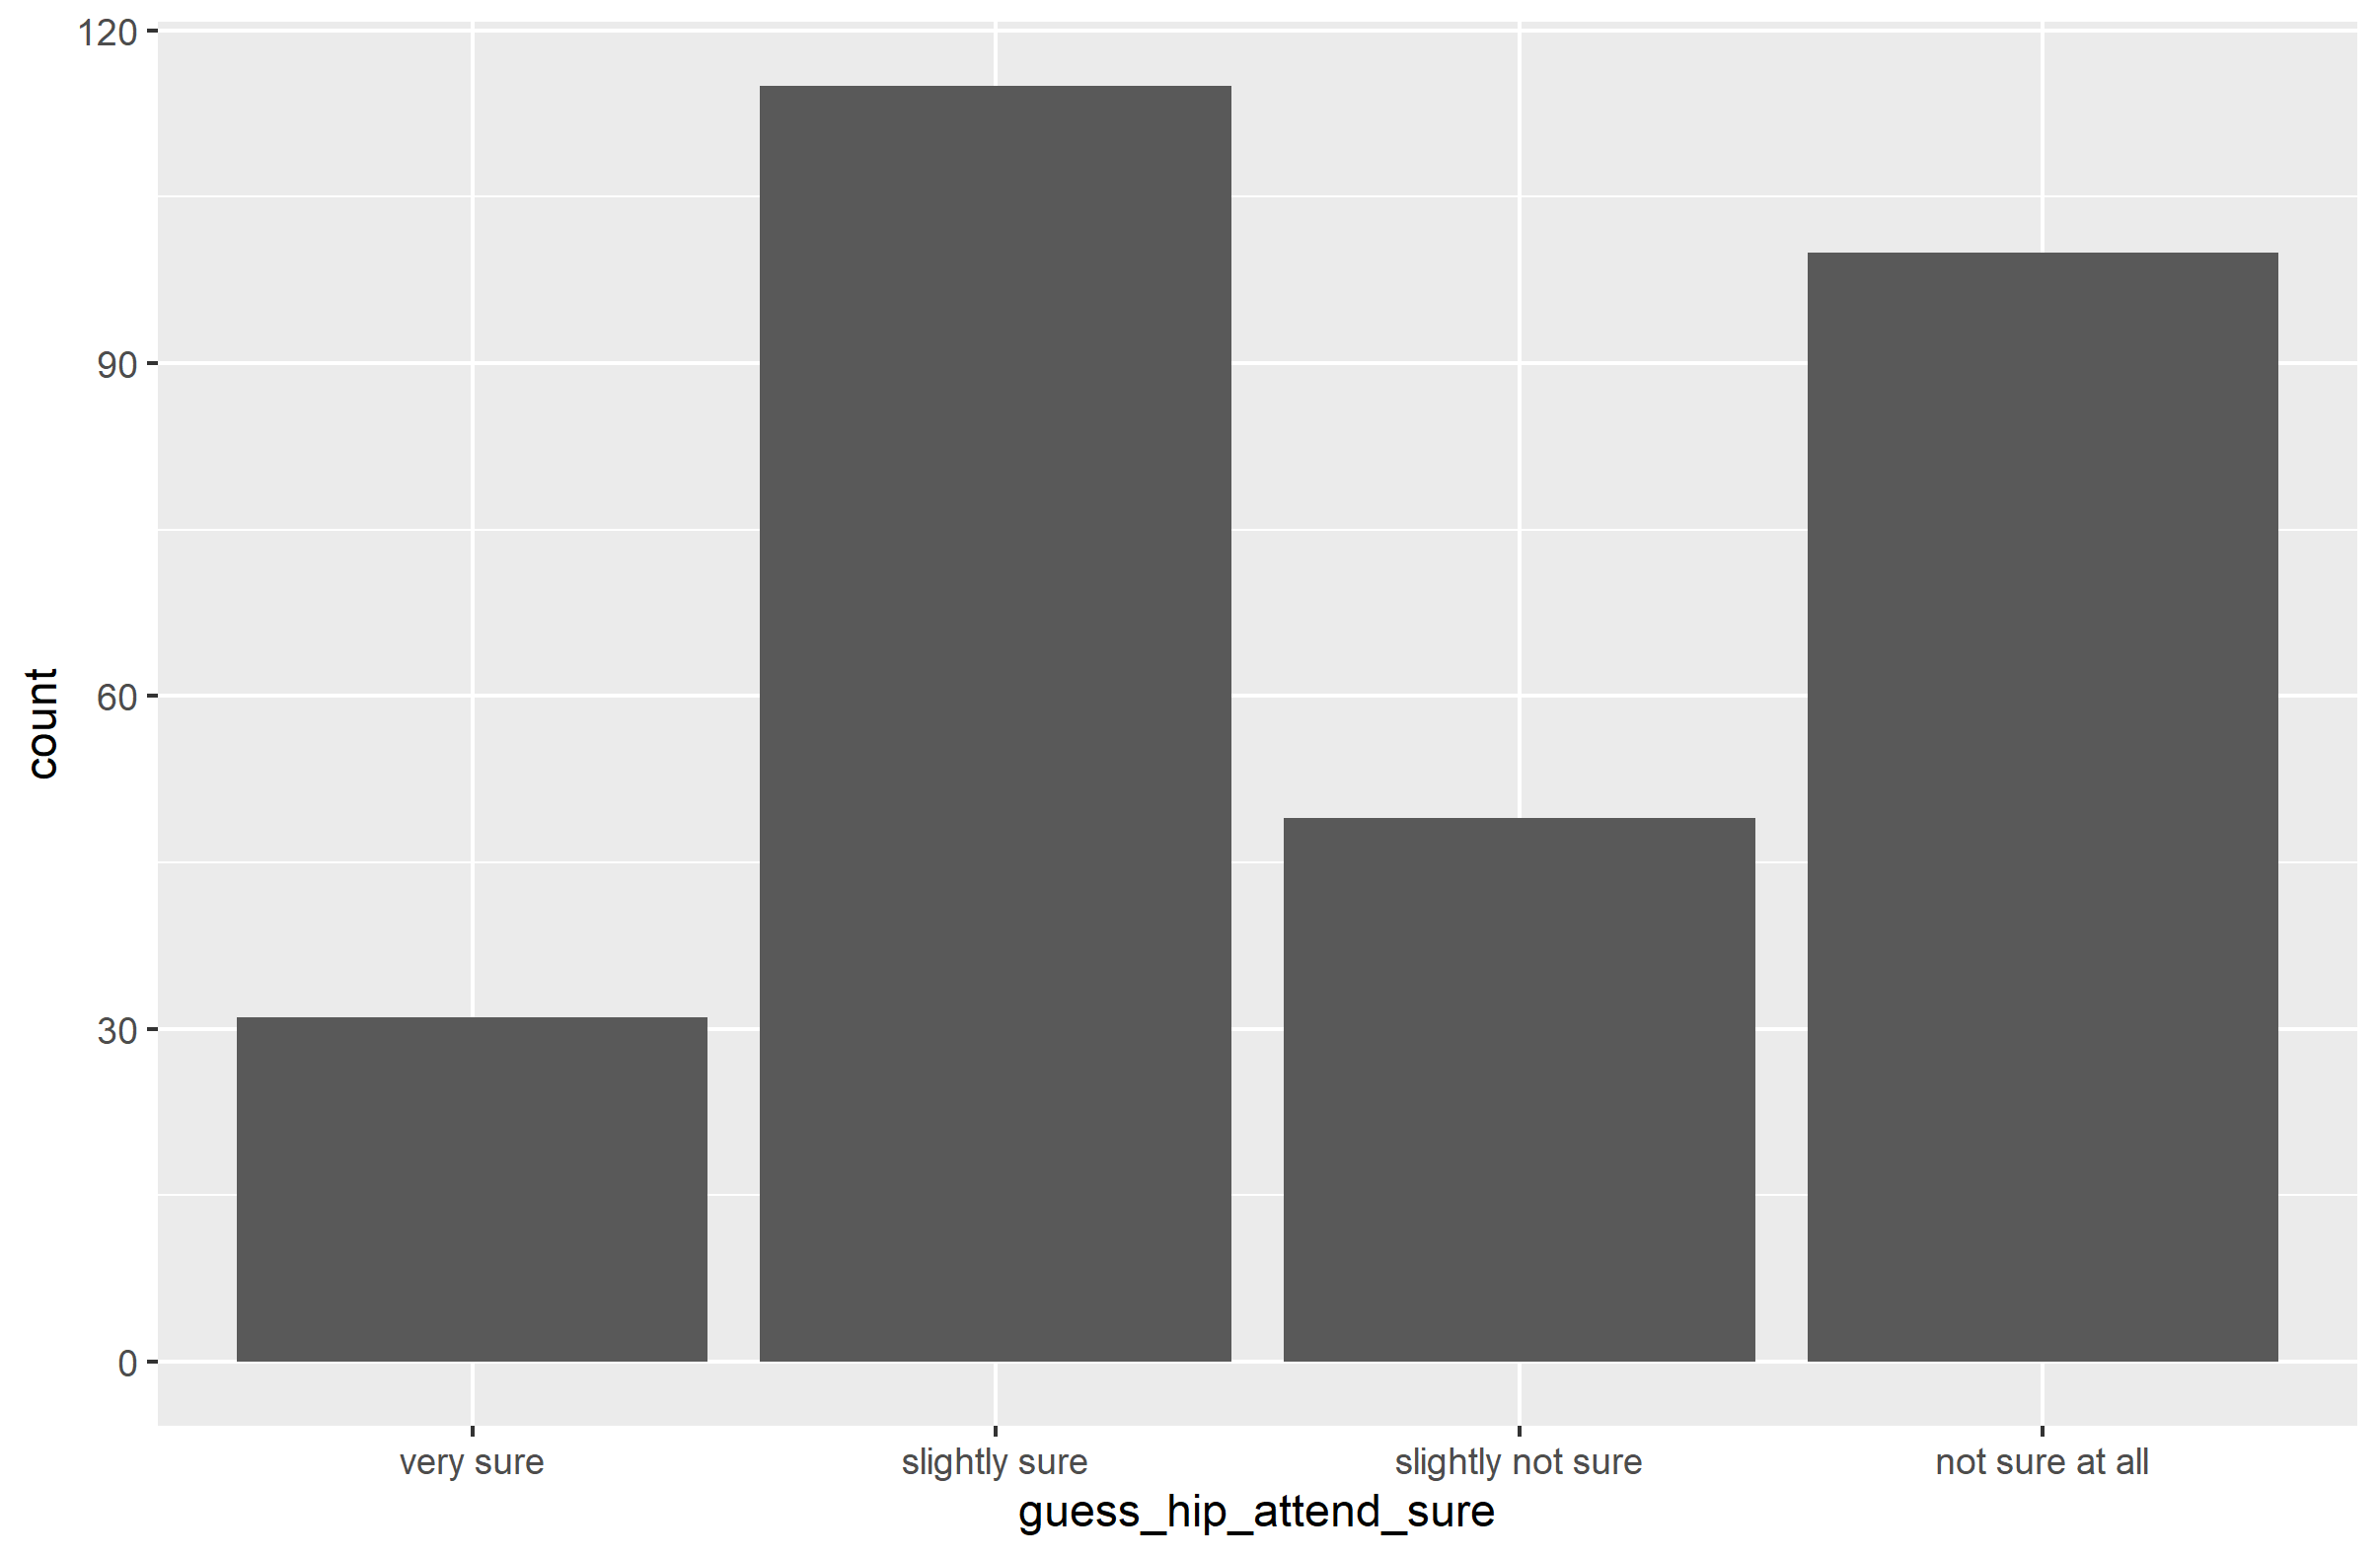 120
90
60
30
0
count
very sure
slightly sure
slightly not sure
not sure at all
guess_hip_attend_sure